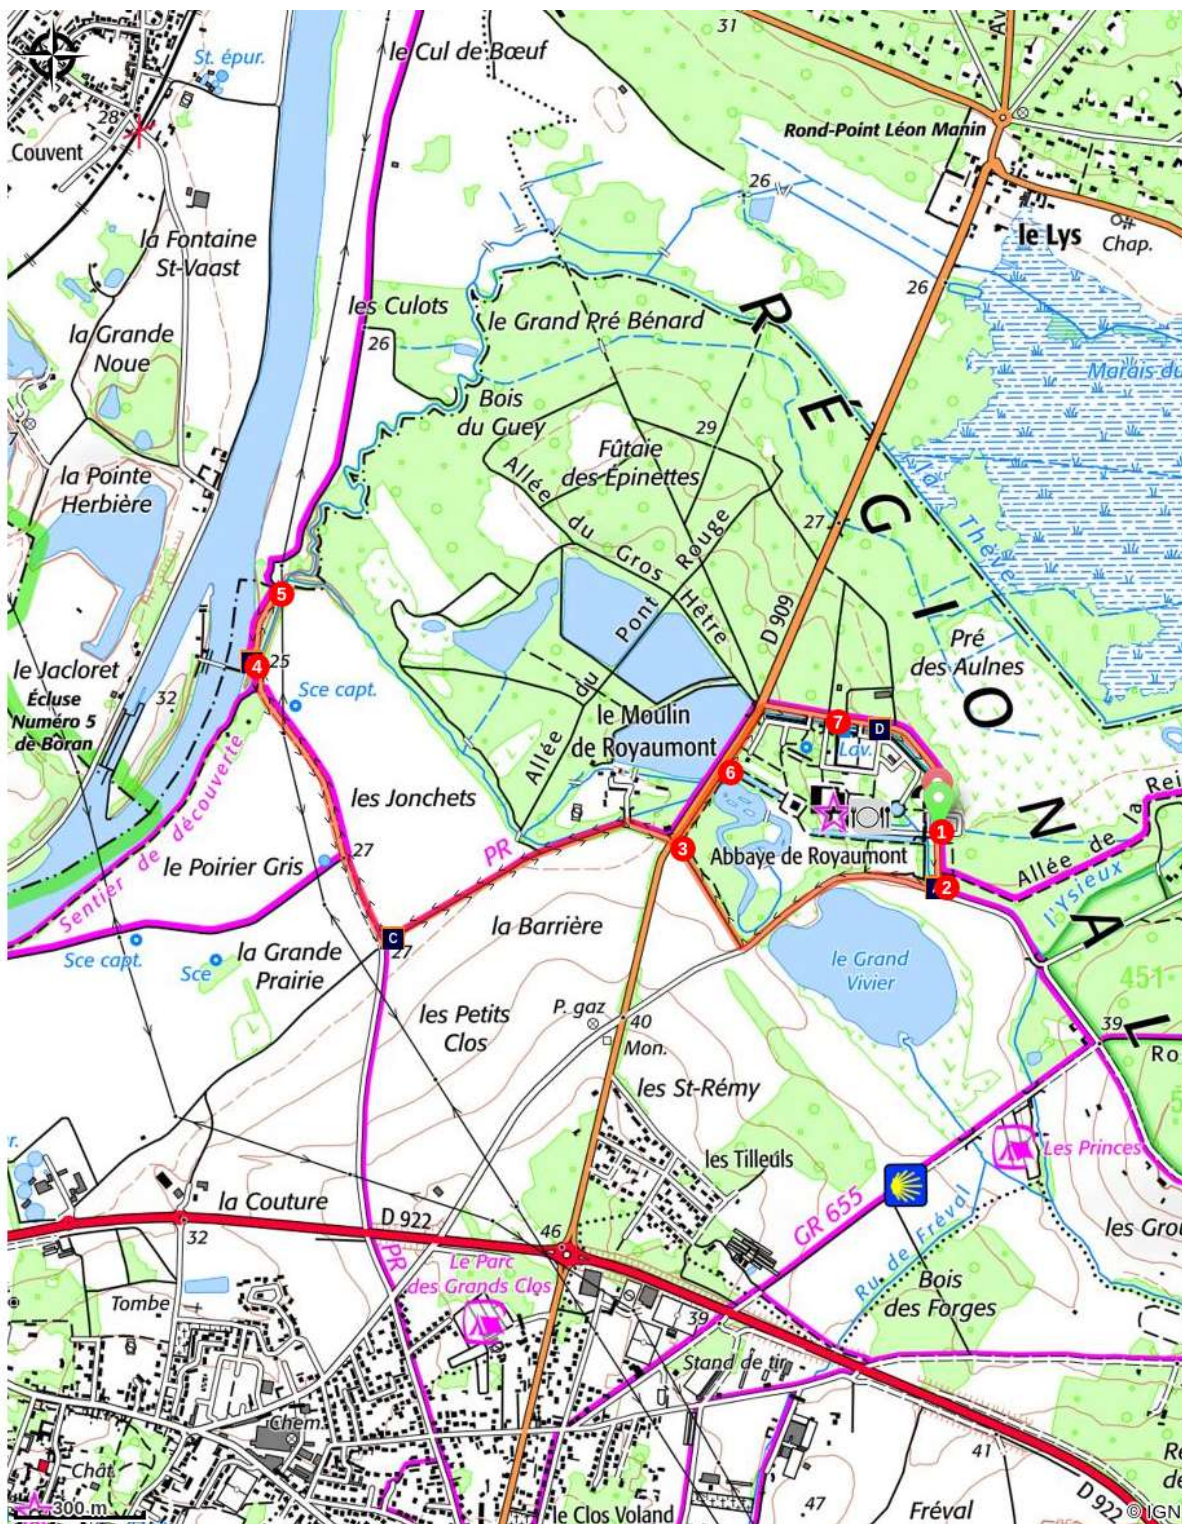 31
le Cul de Bœuf
St. épur.
28
Couvent
Rond-Point Léon Manin
26
le Lys
Chap.
la Fontaine
St-Vaast
26
les Culots
le Grand Pré Bénard
la Grande
Noue
26
Marais du
Bois
du Guey
29
Fûtaie
des Épinettes
la Pointe
Herbière
Allée du Gros Hêtre
27
la Thève
RÉGIONAL
5
Allée du Pont Rouge
D 909
Pré
des Aulnes
le Jacloret
Écluse
Numéro 5
de Boran
32
4
25
Sce capt.
le Moulin
de Royaumont
7
D
Lav.
6
les Jonchets
Sentier de découverte
le Poirier Gris
27
PR
3
Abbaye de Royaumont
1
2
Allée de la Rei
l'Ysieux
C
27
la Barrière
la Grande
Prairie
Sce capt.
Sce
le Grand
Vivier
451
les Petits
Clos
P. gaz
40
Mon.
39
Ro
les St-Rémy
les Tilleuls
Les Princes
GR 655
Ru de Fréval
les Grou
la Couture
D 922
32
46
PR
Le Parc
des Grands Clos
Bois
des Forges
Tombe
39
Stand de tir
Chem.
Chât.
41
D 922
300 m
le Clos Voland
47
Fréval
© IGN